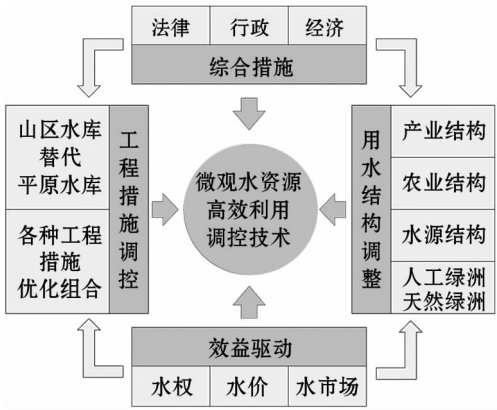 法律 行政 经济
综合措施
山区水库
替代
平原水库
各种工程
措施
优化组合
工程措施调控
微观水资源
高效利用
调控技术
用水结构调整
产业结构
农业结构
水源结构
人工绿洲
天然绿洲
效益驱动
水权 水价 水市场